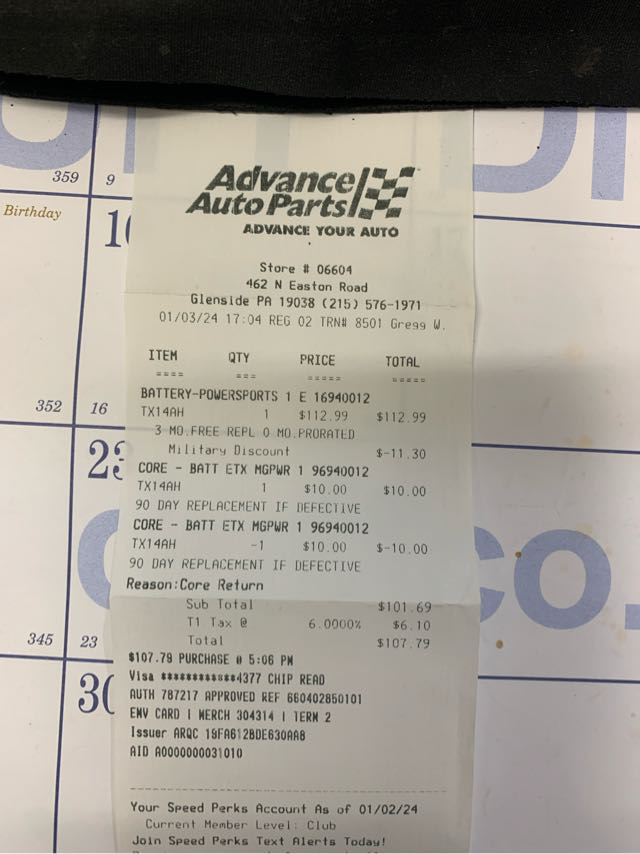 359
9
Birthday
Advance
Auto Parts
ADVANCE YOUR AUTO
Store # 06604
462 N Easton Road
Glenside PA 19038 (215) 576-1971
01/03/24 17:04 REG 02 TRN# 8501 Gregg W.
ITEM QTY PRICE TOTAL
==== === ===== =====
BATTERY-POWERSPORTS 1 E 16940012
TX14AH 1 $112.99 $112.99
3 MO.FREE REPL 0 MO.PRORATED
Military Discount $-11.30
CORE - BATT ETX MGPWR 1 96940012
TX14AH 1 $10.00 $10.00
90 DAY REPLACEMENT IF DEFECTIVE
CORE - BATT ETX MGPWR 1 96940012
TX14AH -1 $10.00 $-10.00
90 DAY REPLACEMENT IF DEFECTIVE
Reason:Core Return
Sub Total $101.69
T1 Tax @ 6.0000% $6.10
Total $107.79
$107.79 PURCHASE @ 5:06 PM
Visa ************4377 CHIP READ
AUTH 787217 APPROVED REF 660402850101
EMV CARD | MERCH 304314 | TERM 2
Issuer ARQC 19FA612BDE630AA8
AID A0000000031010
Your Speed Perks Account As of 01/02/24
Current Member Level: Club
Join Speed Perks Text Alerts Today!
352
16
345
23
30
co.